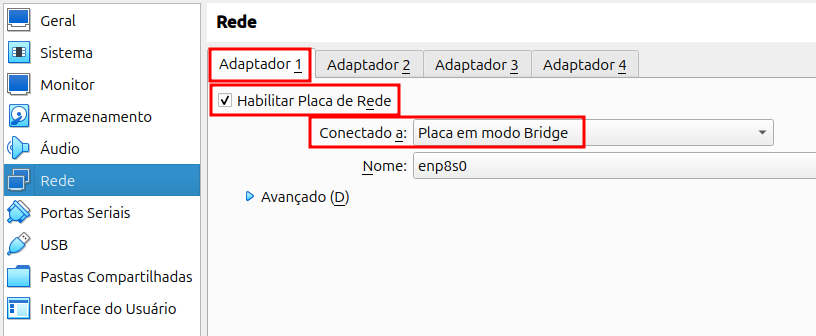 Geral
Sistema
Monitor
Armazenamento
Áudio
Rede
Portas Seriais
USB
Pastas Compartilhadas
Interface do Usuário
Rede
Adaptador 1 Adaptador 2 Adaptador 3 Adaptador 4
Habilitar Placa de Rede
Conectado a: Placa em modo Bridge
Nome: enp8s0
Avançado (D)